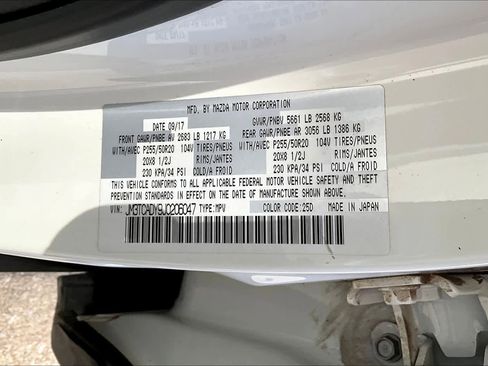 MFD. BY MAZDA MOTOR CORPORATION
DATE 09/17 GVWR/PNBV 5661 LB 2568 KG
FRONT GAWR/PNBE AV 2683 LB 1217 KG REAR GAWR/PNBE AR 3056 LB 1386 KG
WITH/AVEC P255/50R20 104V TIRES/PNEUS WITH/AVEC P255/50R20 104V TIRES/PNEUS
20X8 1/2J RIMS/JANTES 20X8 1/2J RIMS/JANTES
230 KPA/34 PSI COLD/A FROID 230 KPA/34 PSI COLD/A FROID
THIS VEHICLE CONFORMS TO ALL APPLICABLE FEDERAL MOTOR VEHICLE SAFETY AND THEFT
PREVENTION STANDARDS IN EFFECT ON THE DATE OF MANUFACTURE SHOWN ABOVE.
VIN: JM3TCADY9J0206047 TYPE:MPV COLOR CODE:25D MADE IN JAPAN